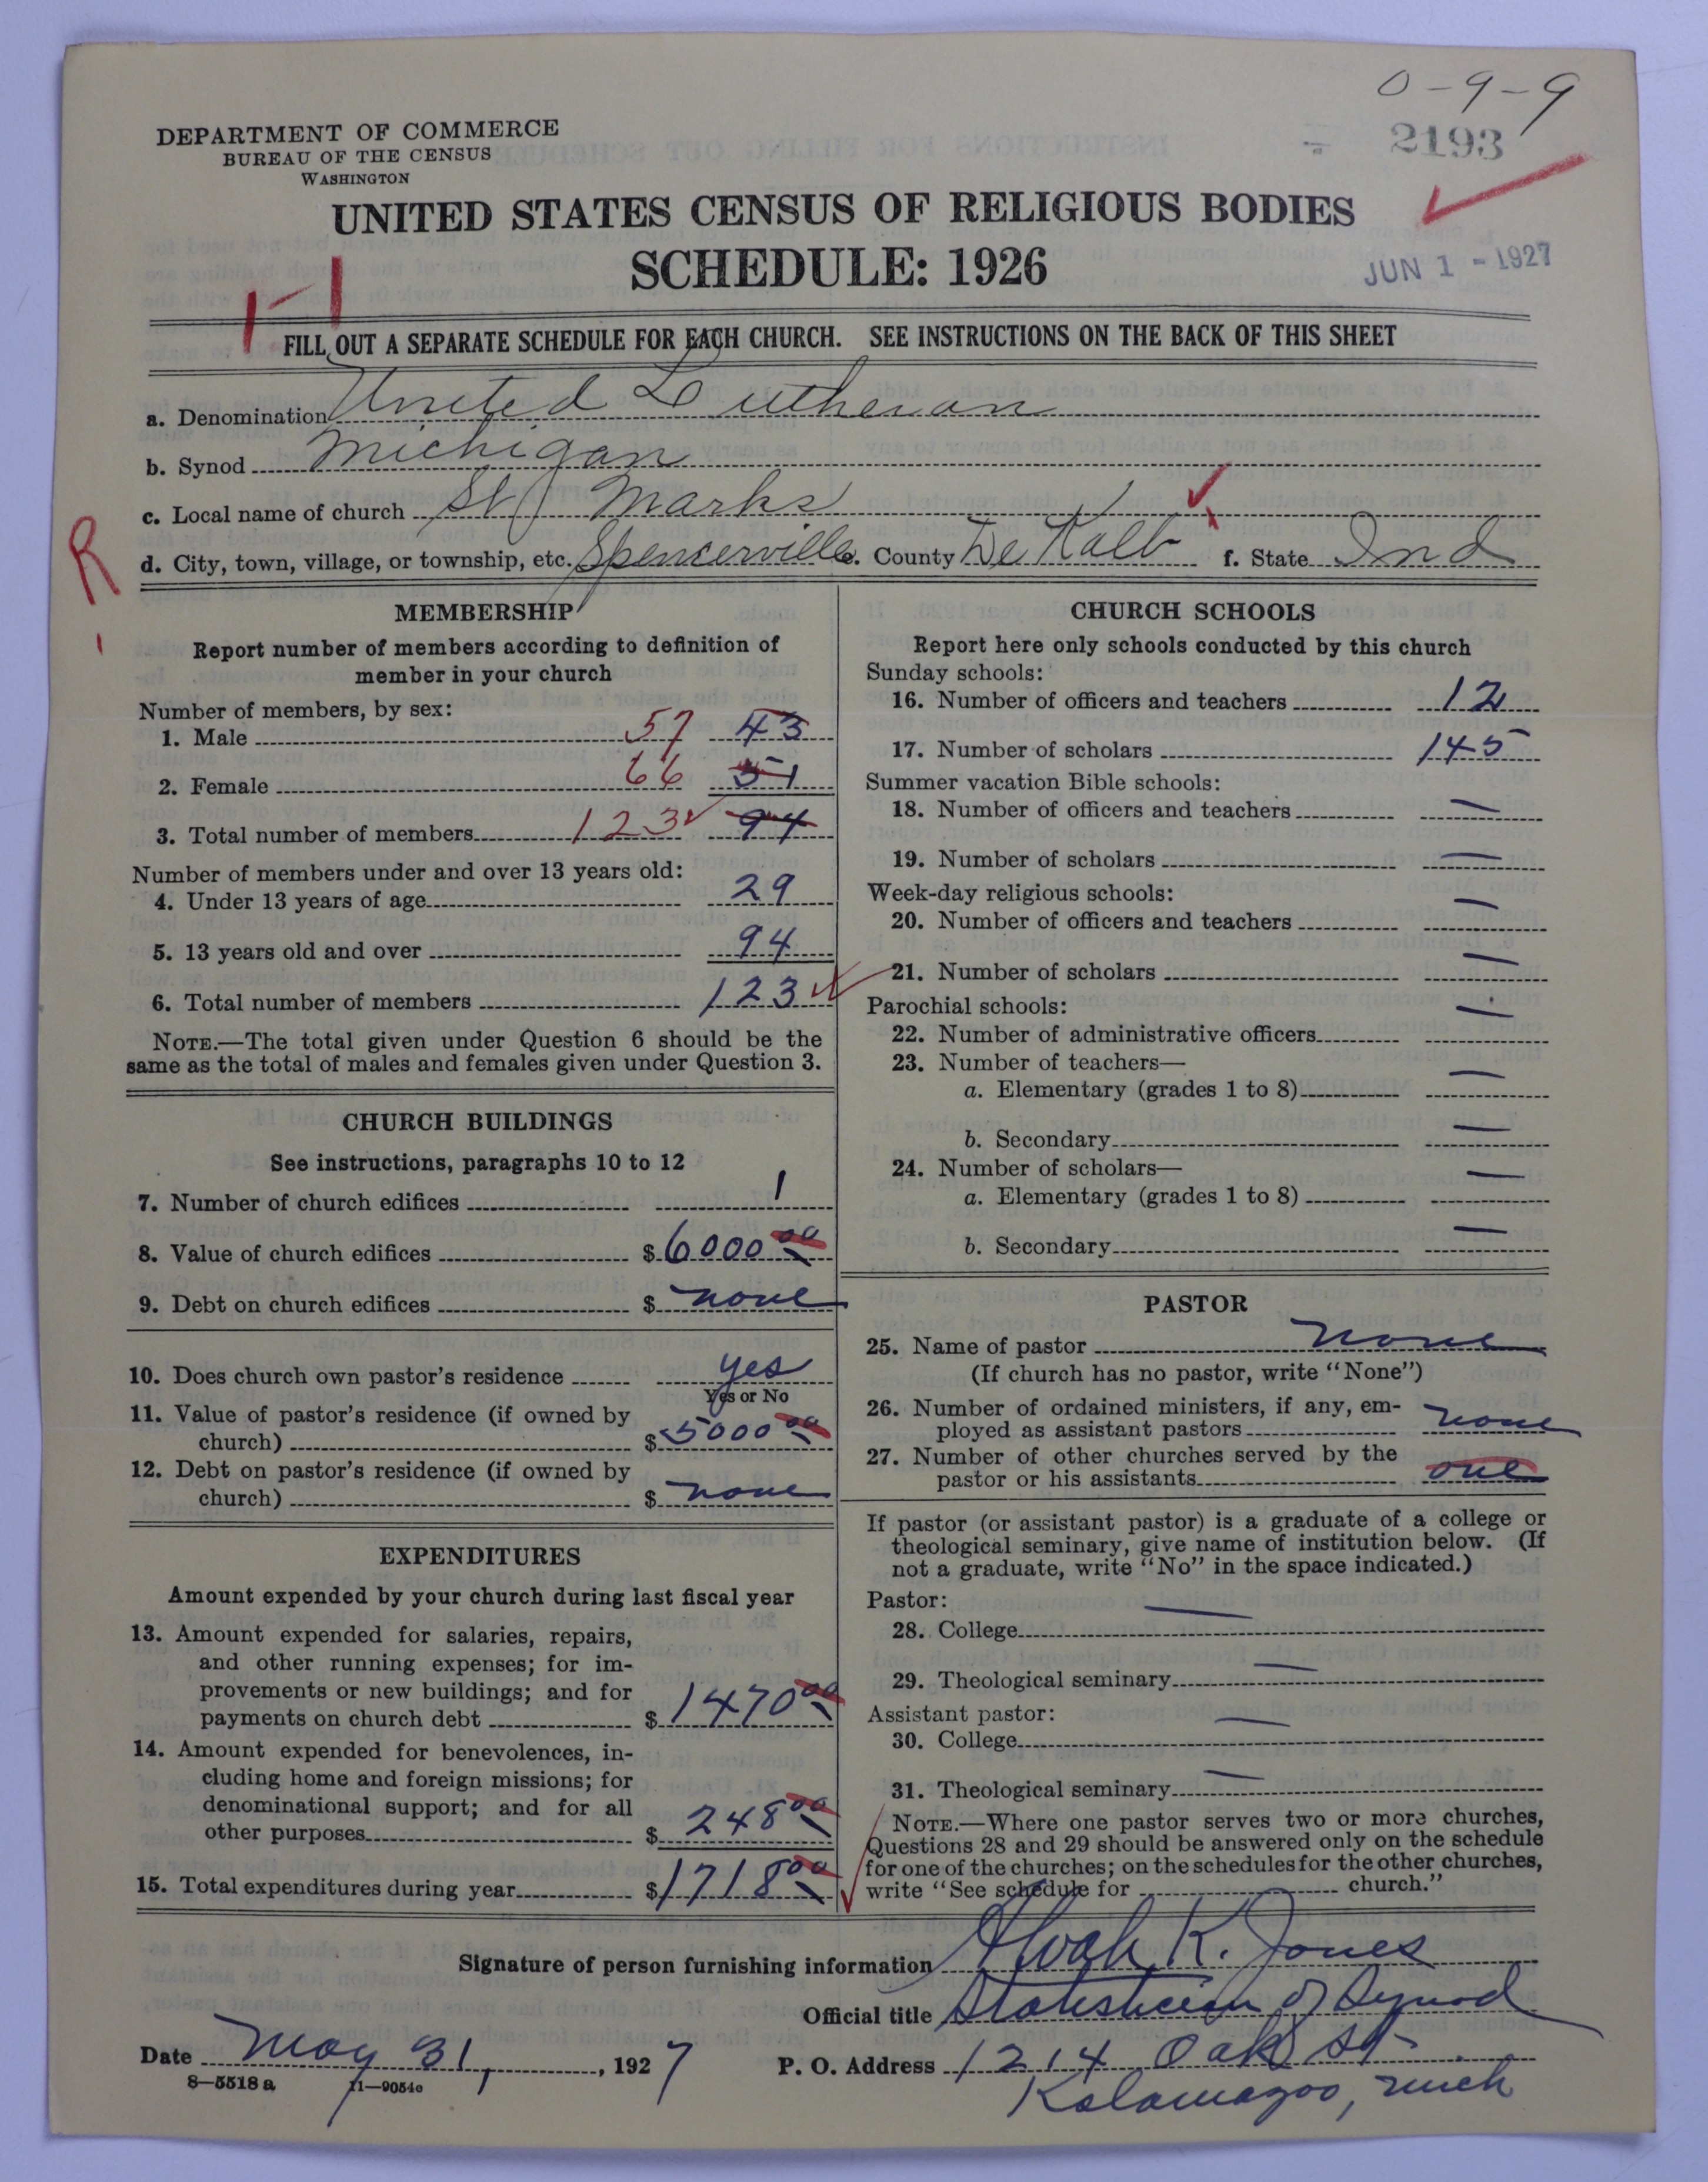 0-9-9
DEPARTMENT OF COMMERCE
BUREAU OF THE CENSUS
WASHINGTON
2193
UNITED STATES CENSUS OF RELIGIOUS BODIES
SCHEDULE: 1926
JUN 1 - 1927
FILL OUT A SEPARATE SCHEDULE FOR EACH CHURCH. SEE INSTRUCTIONS ON THE BACK OF THIS SHEET
a. Denomination United Lutheran
b. Synod Michigan
c. Local name of church St Marks
R
d. City, town, village, or township, etc. Spencerville e. County De Kalb f. State Ind
MEMBERSHIP
Report number of members according to definition of
member in your church
Number of members, by sex:
1. Male 57 43
2. Female 66 51
3. Total number of members 123 94
Number of members under and over 13 years old:
4. Under 13 years of age 29
5. 13 years old and over 94
6. Total number of members 123
NOTE.—The total given under Question 6 should be the
same as the total of males and females given under Question 3.
CHURCH BUILDINGS
See instructions, paragraphs 10 to 12
7. Number of church edifices 1
8. Value of church edifices $ 6000 00
9. Debt on church edifices $ none
10. Does church own pastor's residence yes
Yes or No
11. Value of pastor's residence (if owned by
church) $ 5000 00
12. Debt on pastor's residence (if owned by
church) $ none
EXPENDITURES
Amount expended by your church during last fiscal year
13. Amount expended for salaries, repairs,
and other running expenses; for im-
provements or new buildings; and for
payments on church debt $ 1470 00
14. Amount expended for benevolences, in-
cluding home and foreign missions; for
denominational support; and for all
other purposes $ 248 00
15. Total expenditures during year $ 1718 00
CHURCH SCHOOLS
Report here only schools conducted by this church
Sunday schools:
16. Number of officers and teachers 12
17. Number of scholars 145
Summer vacation Bible schools:
18. Number of officers and teachers —
19. Number of scholars —
Week-day religious schools:
20. Number of officers and teachers —
21. Number of scholars —
Parochial schools:
22. Number of administrative officers —
23. Number of teachers—
a. Elementary (grades 1 to 8) —
b. Secondary —
24. Number of scholars—
a. Elementary (grades 1 to 8) —
b. Secondary —
PASTOR
25. Name of pastor none
(If church has no pastor, write "None")
26. Number of ordained ministers, if any, em-
ployed as assistant pastors none
27. Number of other churches served by the
pastor or his assistants one
If pastor (or assistant pastor) is a graduate of a college or
theological seminary, give name of institution below. (If
not a graduate, write "No" in the space indicated.)
Pastor:
28. College —
29. Theological seminary —
Assistant pastor:
30. College —
31. Theological seminary —
NOTE.—Where one pastor serves two or more churches,
Questions 28 and 29 should be answered only on the schedule
for one of the churches; on the schedules for the other churches,
write "See schedule for church."
Signature of person furnishing information Alvah K. Jones
Official title Statistician of Synod
Date May 31, 1927 P. O. Address 1214 Oak St
8—5518 a 11—9054e Kalamazoo, Mich